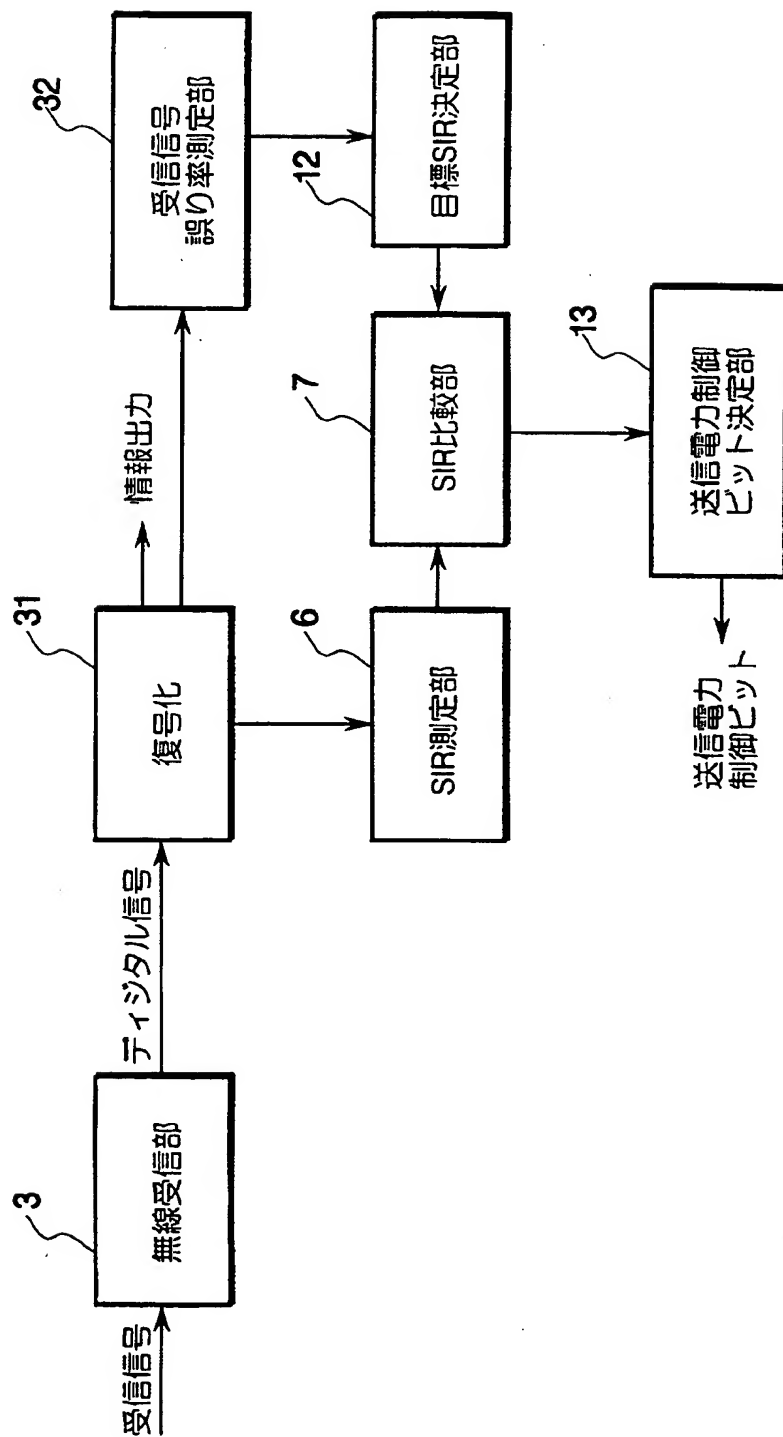 受信信号
3
無線受信部
ディジタル信号
31
復号化
情報出力
32
受信信号
誤り率測定部
6
SIR測定部
7
SIR比較部
12
目標SIR決定部
13
送信電力制御
ビット決定部
送信電力
制御ビット